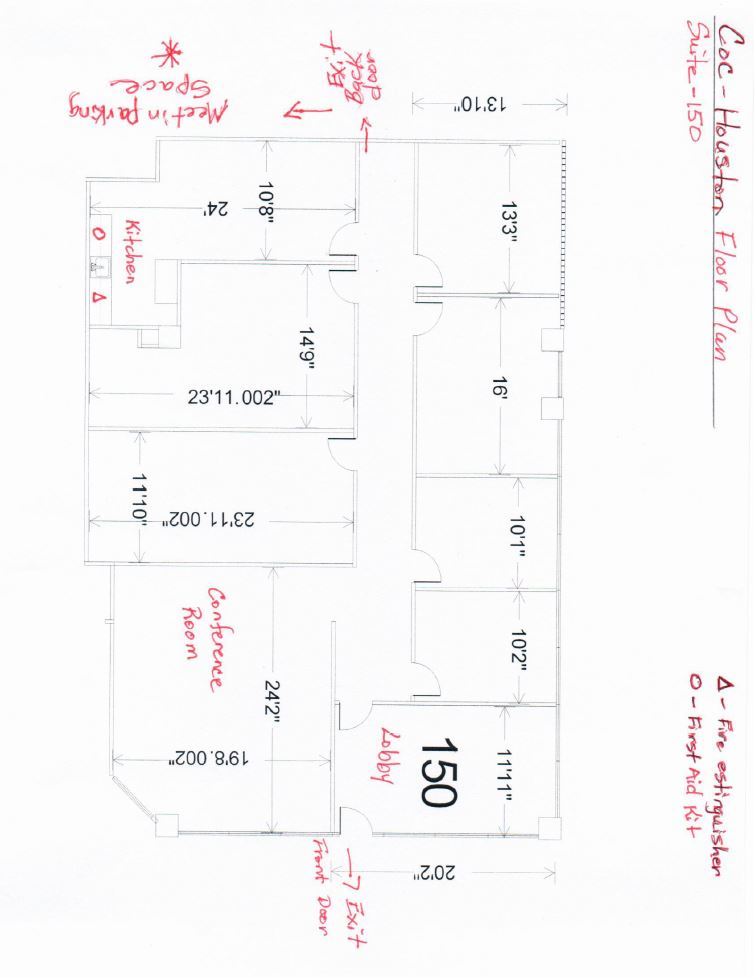 CoC - Houston Floor Plan
Suite - 150
△ - Fire estinguisher
O - First Aid Kit
13'10"
13'3"
16'
10'1"
10'2"
11'11"
20'2"
Back
door
Exit
*
Meet in parking
Space
10'8"
24'
Kitchen
O
△
14'9"
23'11.002"
11'10"
23'11.002"
Conference
Room
24'2"
19'8.002"
150
Lobby
Exit
Front Door